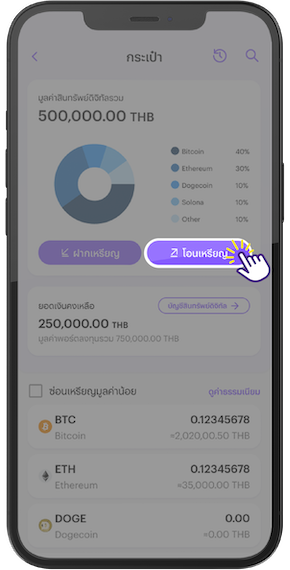 กระเป๋า
มูลค่าสินทรัพย์ดิจิทัลรวม
500,000.00 THB
Bitcoin 40%
Ethereum 30%
Dogecoin 10%
Solona 10%
Other 10%
ฝากเหรียญ
โอนเหรียญ
ยอดเงินคงเหลือ
บัญชีสินทรัพย์ดิจิทัล
250,000.00 THB
มูลค่าพอร์ตลงทุนรวม 750,000.00 THB
ซ่อนเหรียญมูลค่าน้อย
ดูค่าธรรมเนียม
BTC 0.12345678
Bitcoin ≈2,020,00.50 THB
ETH 0.12345678
Ethereum ≈35,000.00 THB
DOGE 0.00
Dogecoin ≈0.00 THB